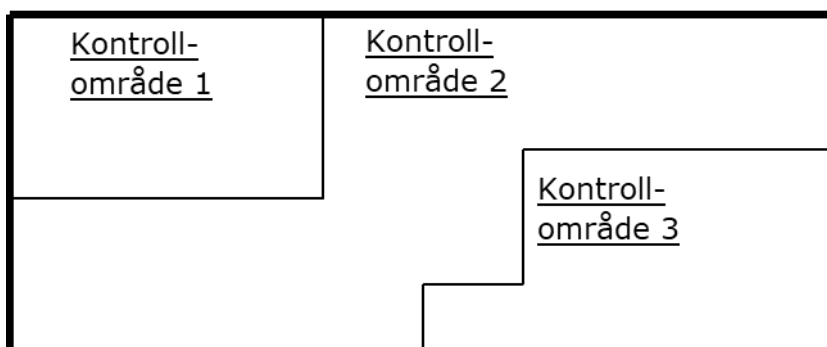 Kontroll-
område 1
Kontroll-
område 2
Kontroll-
område 3